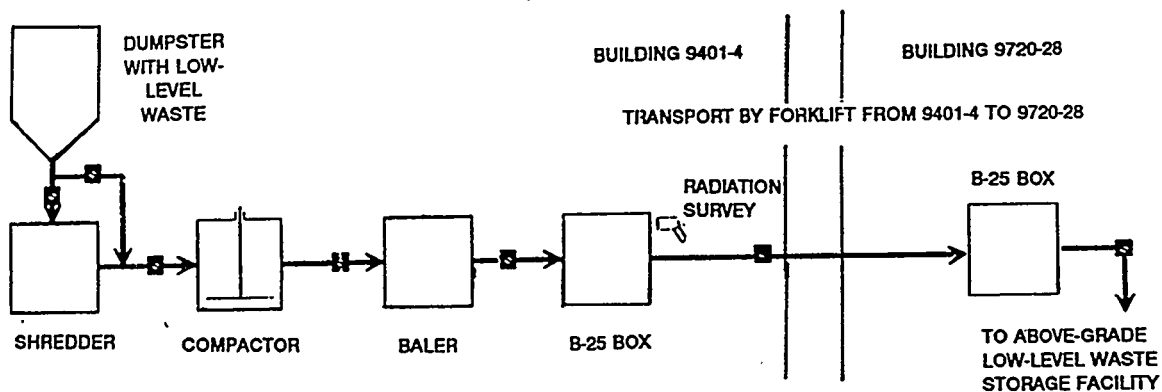 DUMPSTER
WITH LOW-
LEVEL
WASTE
BUILDING 9401-4
BUILDING 9720-28
TRANSPORT BY FORKLIFT FROM 9401-4 TO 9720-28
RADIATION
SURVEY
B-25 BOX
SHREDDER
COMPACTOR
BALER
B-25 BOX
TO ABOVE-GRADE
LOW-LEVEL WASTE
STORAGE FACILITY